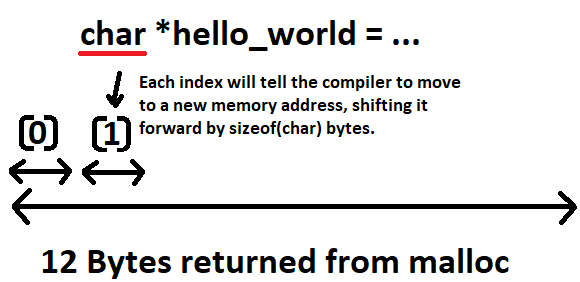 char *hello_world = ...
Each index will tell the compiler to move
to a new memory address, shifting it
forward by sizeof(char) bytes.
[0] [1]
12 Bytes returned from malloc